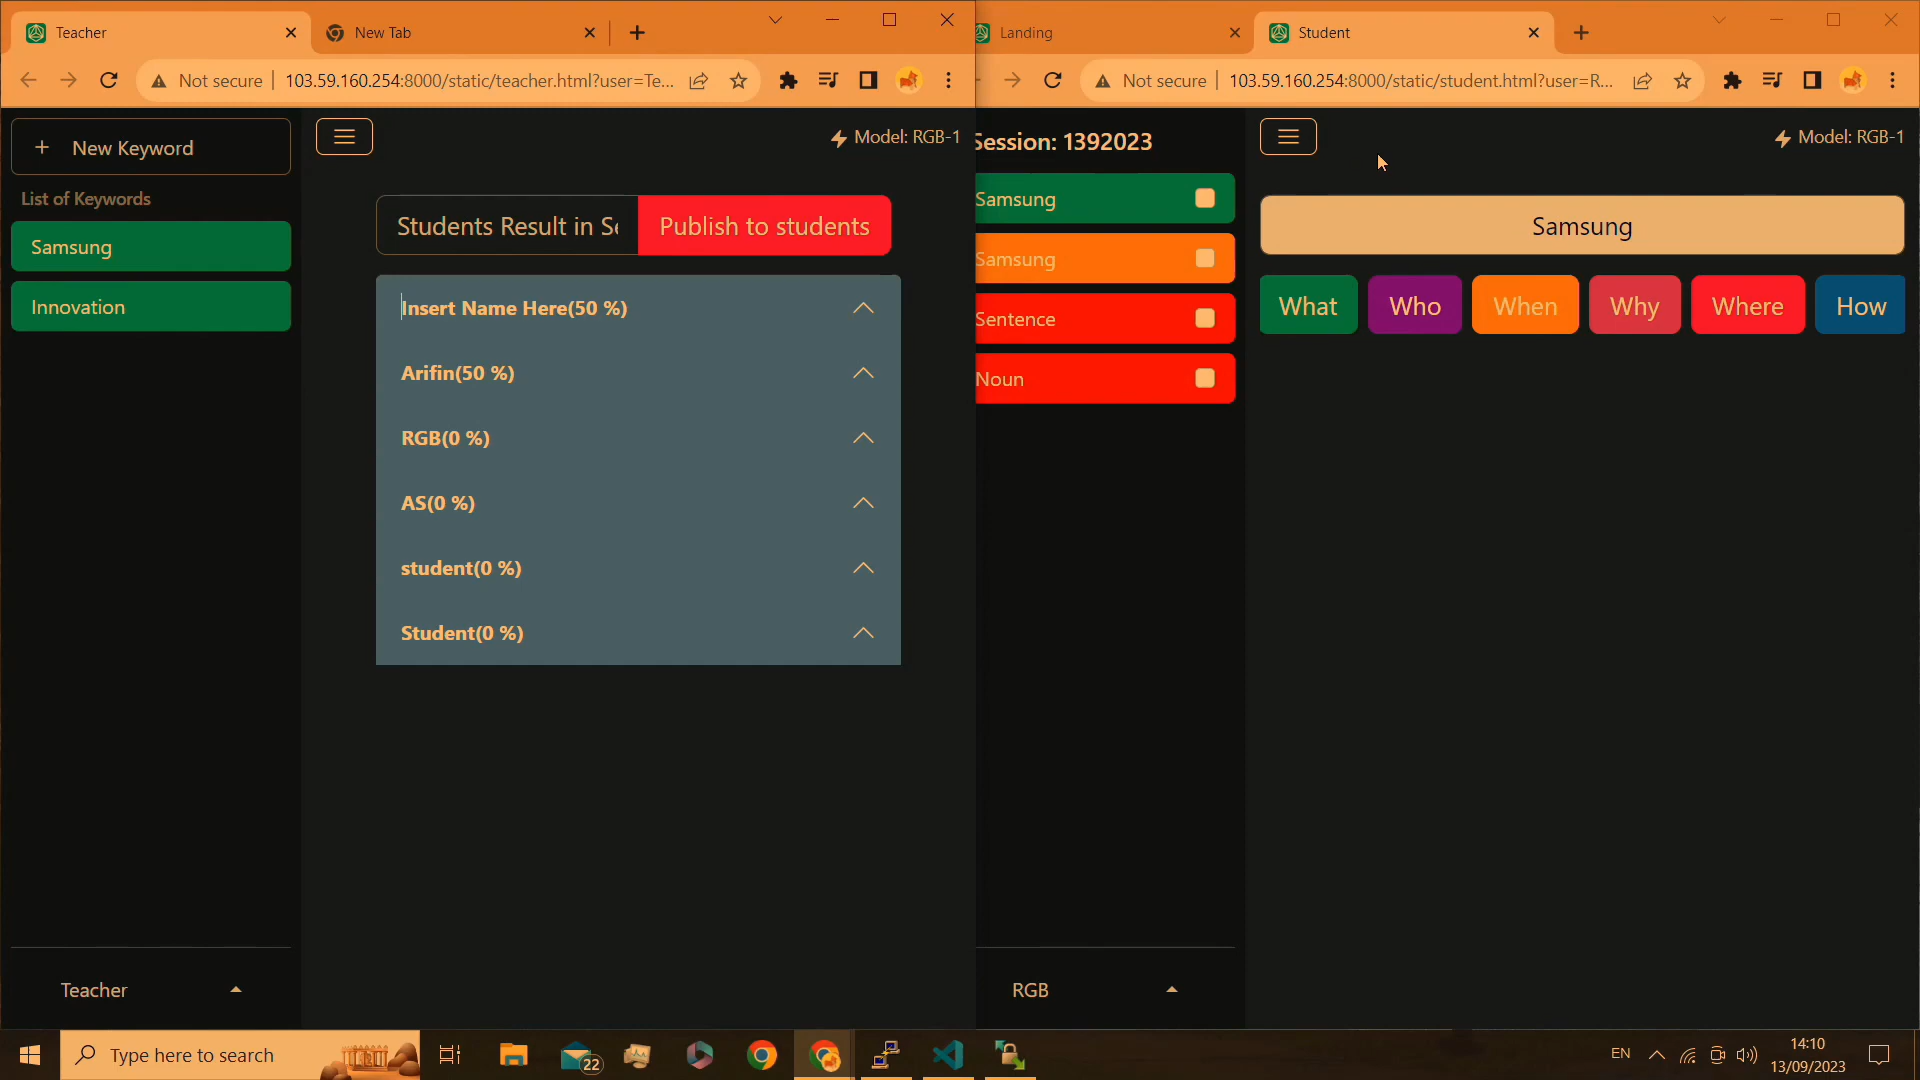 Teacher
New Tab
Not secure
103.59.160.254:8000/static/teacher.html?user=Te...
New Keyword
List of Keywords
Samsung
Innovation
Model: RGB-1
Students Result in Se
Publish to students
Insert Name Here(50 %)
Arifin(50 %)
RGB(0 %)
AS(0 %)
student(0 %)
Student(0 %)
Teacher
Landing
Student
Not secure
103.59.160.254:8000/static/student.html?user=R...
Session: 1392023
Samsung
Samsung
Sentence
Noun
RGB
Model: RGB-1
Samsung
What Who When Why Where How
Type here to search
22
EN
14:10
13/09/2023